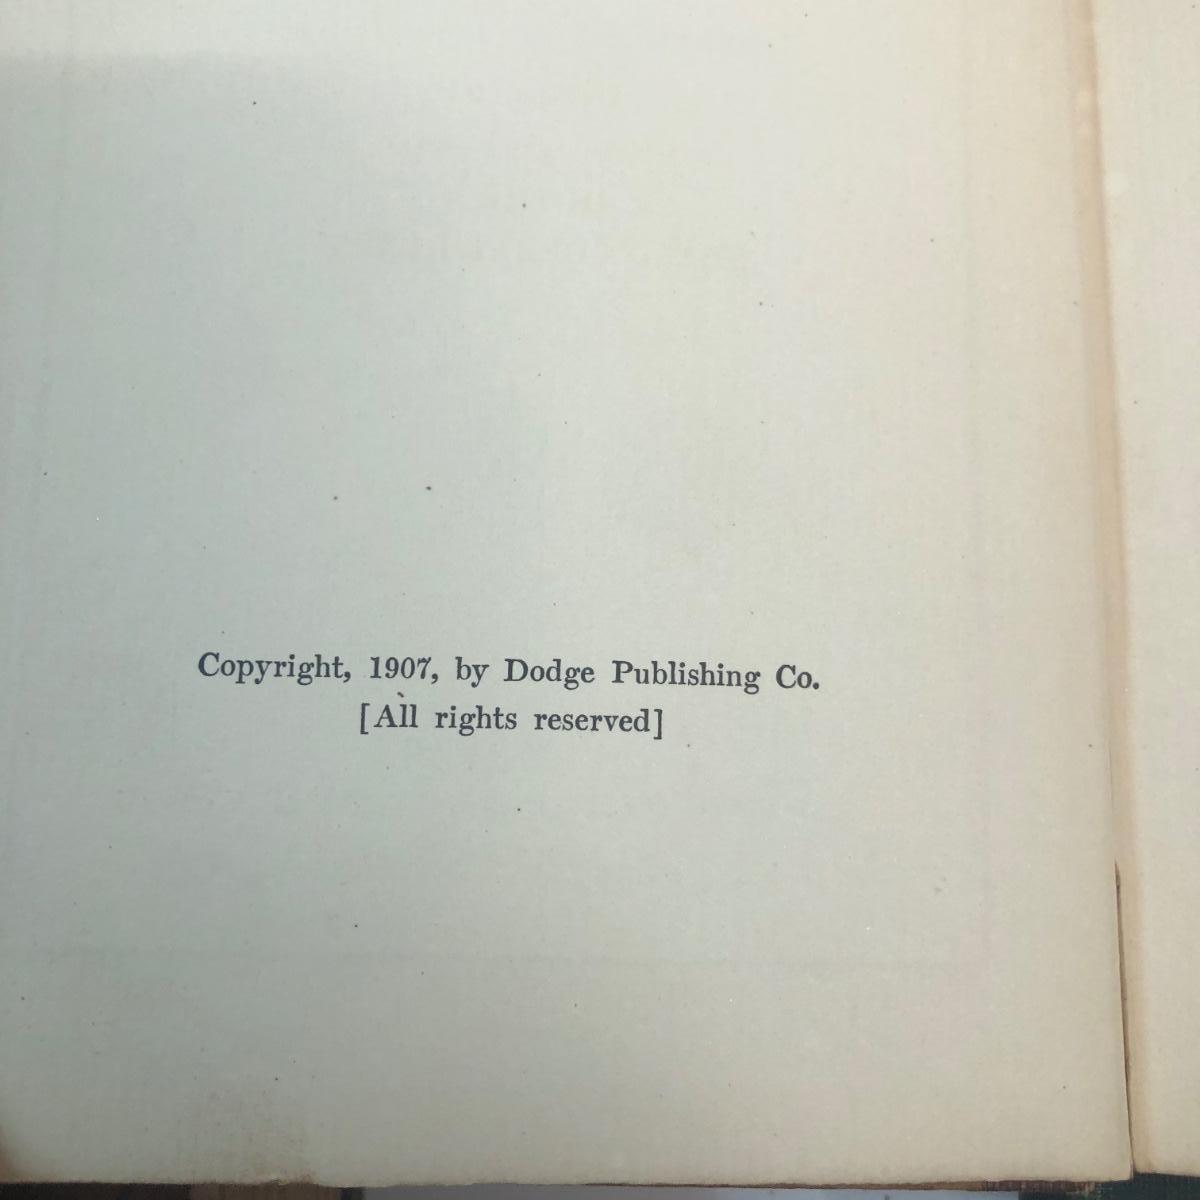 Copyright, 1907, by Dodge Publishing Co.
[All rights reserved]